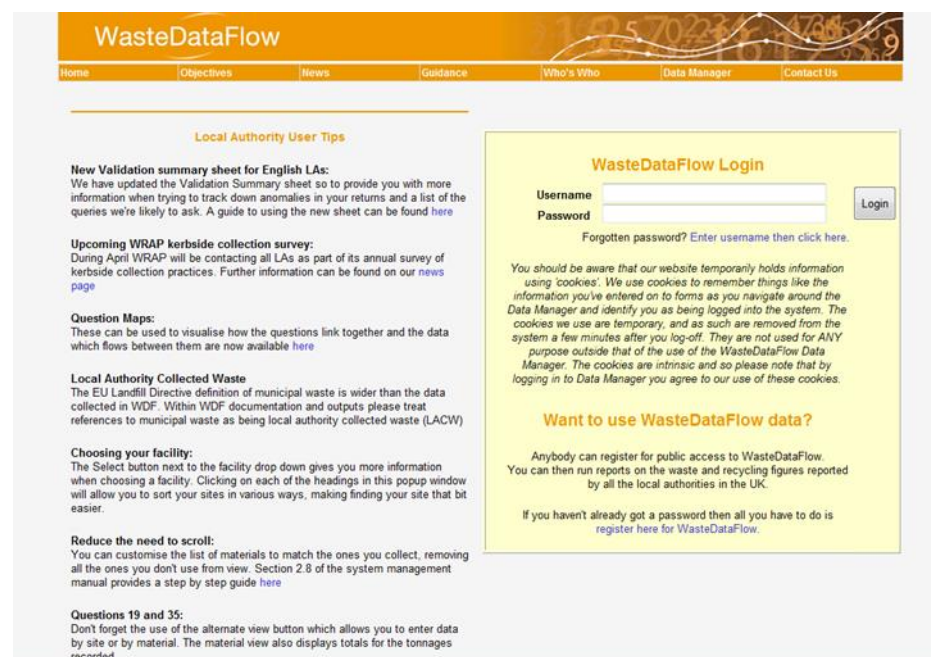 WasteDataFlow
Home Objectives News Guidance Who's Who Data Manager Contact Us
Local Authority User Tips
New Validation summary sheet for English LAs:
We have updated the Validation Summary sheet so to provide you with more
information when trying to track down anomalies in your returns and a list of the
queries we're likely to ask. A guide to using the new sheet can be found here
Upcoming WRAP kerbside collection survey:
During April WRAP will be contacting all LAs as part of its annual survey of
kerbside collection practices. Further information can be found on our news
page
Question Maps:
These can be used to visualise how the questions link together and the data
which flows between them are now available here
Local Authority Collected Waste
The EU Landfill Directive definition of municipal waste is wider than the data
collected in WDF. Within WDF documentation and outputs please treat
references to municipal waste as being local authority collected waste (LACW)
Choosing your facility:
The Select button next to the facility drop down gives you more information
when choosing a facility. Clicking on each of the headings in this popup window
will allow you to sort your sites in various ways, making finding your site that bit
easier.
Reduce the need to scroll:
You can customise the list of materials to match the ones you collect, removing
all the ones you don't use from view. Section 2.8 of the system management
manual provides a step by step guide here
Questions 19 and 35:
Don't forget the use of the alternate view button which allows you to enter data
by site or by material. The material view also displays totals for the tonnages
recorded
WasteDataFlow Login
Username
Password
Login
Forgotten password? Enter username then click here.
You should be aware that our website temporarily holds information
using 'cookies'. We use cookies to remember things like the
information you've entered on to forms as you navigate around the
Data Manager and identify you as being logged into the system. The
cookies we use are temporary, and as such are removed from the
system a few minutes after you log-off. They are not used for ANY
purpose outside that of the use of the WasteDataFlow Data
Manager. The cookies are intrinsic and so please note that by
logging in to Data Manager you agree to our use of these cookies.
Want to use WasteDataFlow data?
Anybody can register for public access to WasteDataFlow.
You can then run reports on the waste and recycling figures reported
by all the local authorities in the UK.
If you haven't already got a password then all you have to do is
register here for WasteDataFlow.